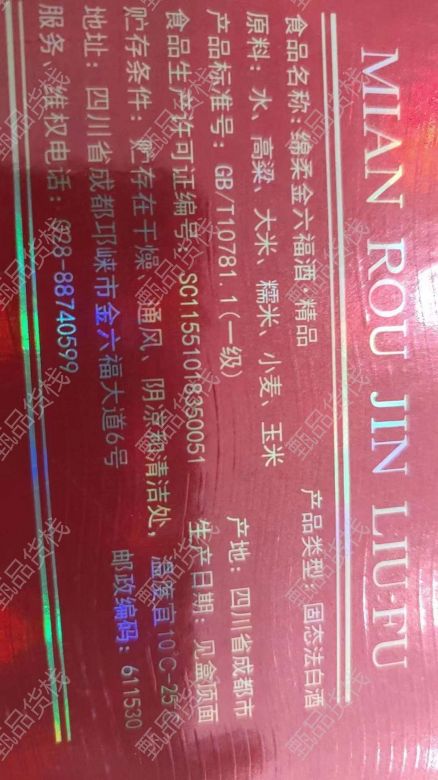 MIAN ROU JIN LIU:FU
食品名称:绵柔金六福酒·精品 产品类型:固态法白酒
原料:水、高粱、大米、糯米、小麦、玉米
产品标准号:GB/T10781.1(一级) 产地:四川省成都市
食品生产许可证编号:SC11551018350051 生产日期:见盒顶面
贮存条件:贮存在干燥、通风、阴凉和清洁处,温度宜10℃-25
地址:四川省成都邛崃市金六福大道6号 邮政编码:611530
服务、维权电话:028-88740599
甄品货栈